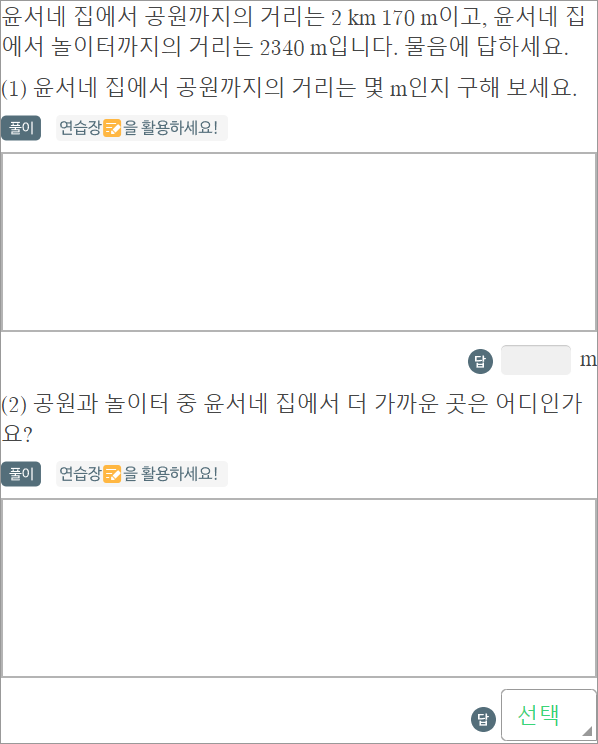 윤서네 집에서 공원까지의 거리는 2 km 170 m이고, 윤서네 집
에서 놀이터까지의 거리는 2340 m입니다. 물음에 답하세요.
(1) 윤서네 집에서 공원까지의 거리는 몇 m인지 구해 보세요.
풀이 연습장을 활용하세요!
답 m
(2) 공원과 놀이터 중 윤서네 집에서 더 가까운 곳은 어디인가
요?
풀이 연습장을 활용하세요!
답 선택